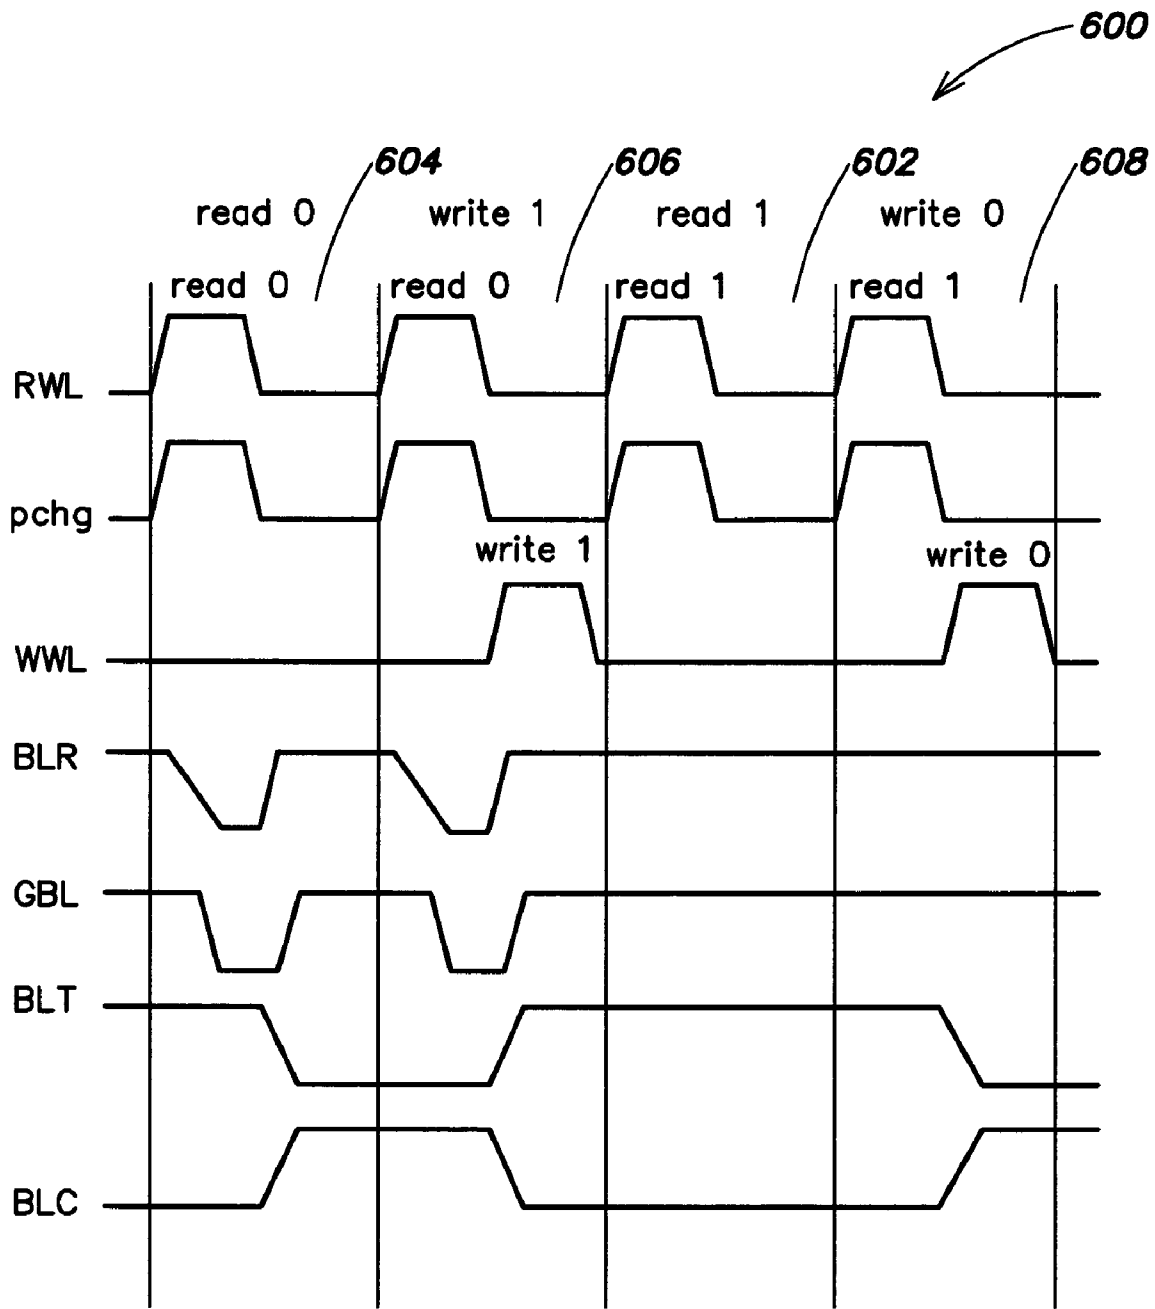 600
604 606 602 608
read 0 write 1 read 1 write 0
read 0 read 0 read 1 read 1
RWL
pchg
write 1 write 0
WWL
BLR
GBL
BLT
BLC